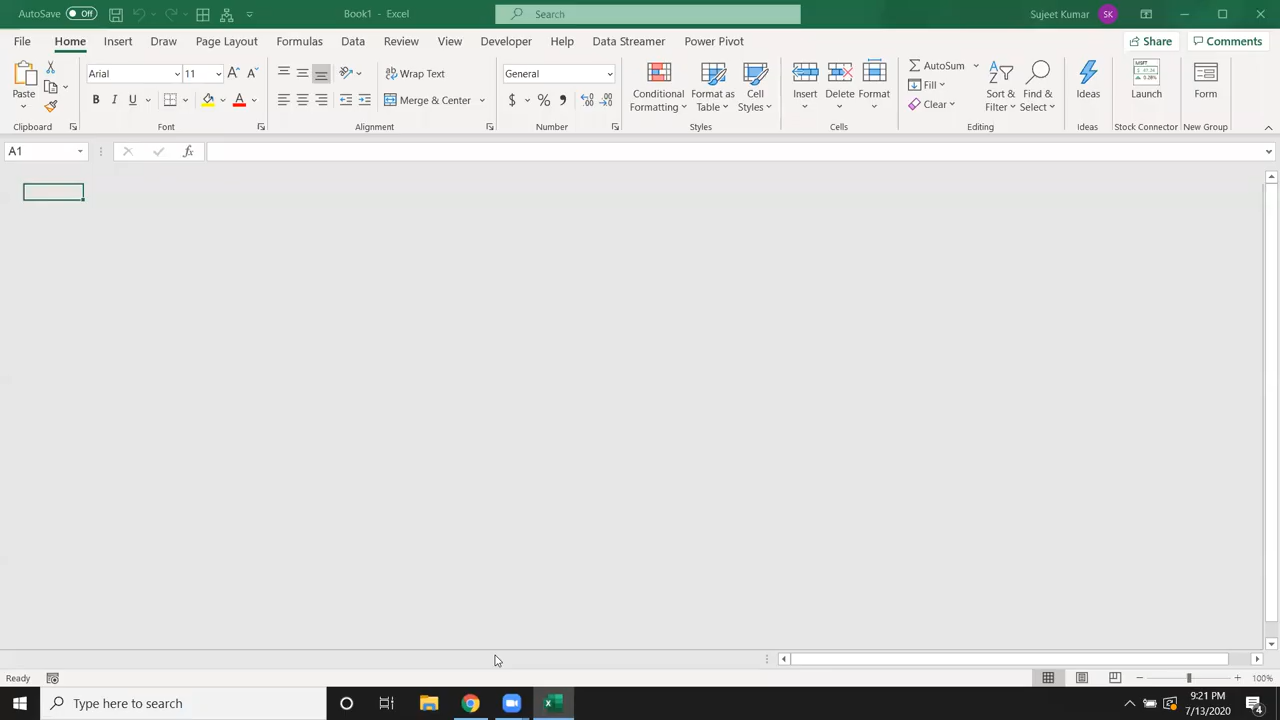 AutoSave Off Book1 - Excel Search Sujeet Kumar SK
File Home Insert Draw Page Layout Formulas Data Review View Developer Help Data Streamer Power Pivot Share Comments
Paste Arial 11 Wrap Text General Conditional Formatting Format as Table Cell Styles Insert Delete Format AutoSum Sort & Filter Find & Select Ideas Launch Form
B I U A Merge & Center $ % Fill
Clear
Clipboard Font Alignment Number Styles Cells Editing Ideas Stock Connector New Group
A1 fx
Ready 100%
Type here to search 9:21 PM
7/13/2020 4